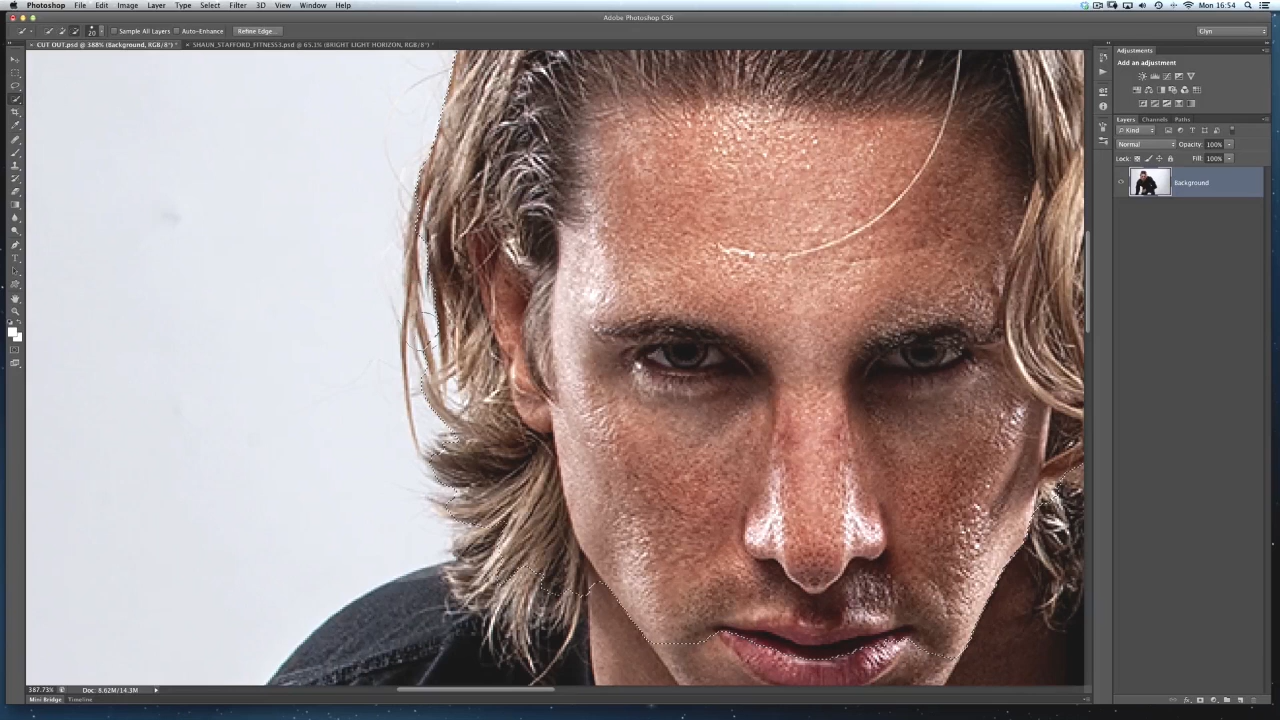 Photoshop File Edit Image Layer Type Select Filter 3D View Window Help Mon 16:54
Adobe Photoshop CS6
20 Sample All Layers Auto-Enhance Refine Edge... Glyn
× CUT OUT.psd @ 388% (Background, RGB/8*) * × SHAUN_STAFFORD_FITNESS3.psd @ 65.1% (BRIGHT LIGHT HORIZON, RGB/8*) *
Adjustments
Add an adjustment
Layers Channels Paths
Kind
Normal Opacity: 100%
Lock: Fill: 100%
Background
387.73% Doc: 8.62M/14.3M
Mini Bridge Timeline